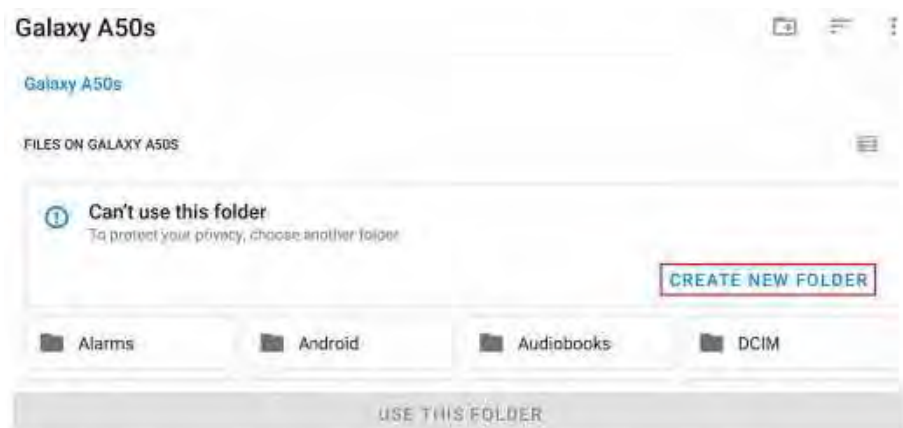 Galaxy A50s
Galaxy A50s
FILES ON GALAXY A50S
Can't use this folder
To protect your privacy, choose another folder
CREATE NEW FOLDER
Alarms
Android
Audiobooks
DCIM
USE THIS FOLDER